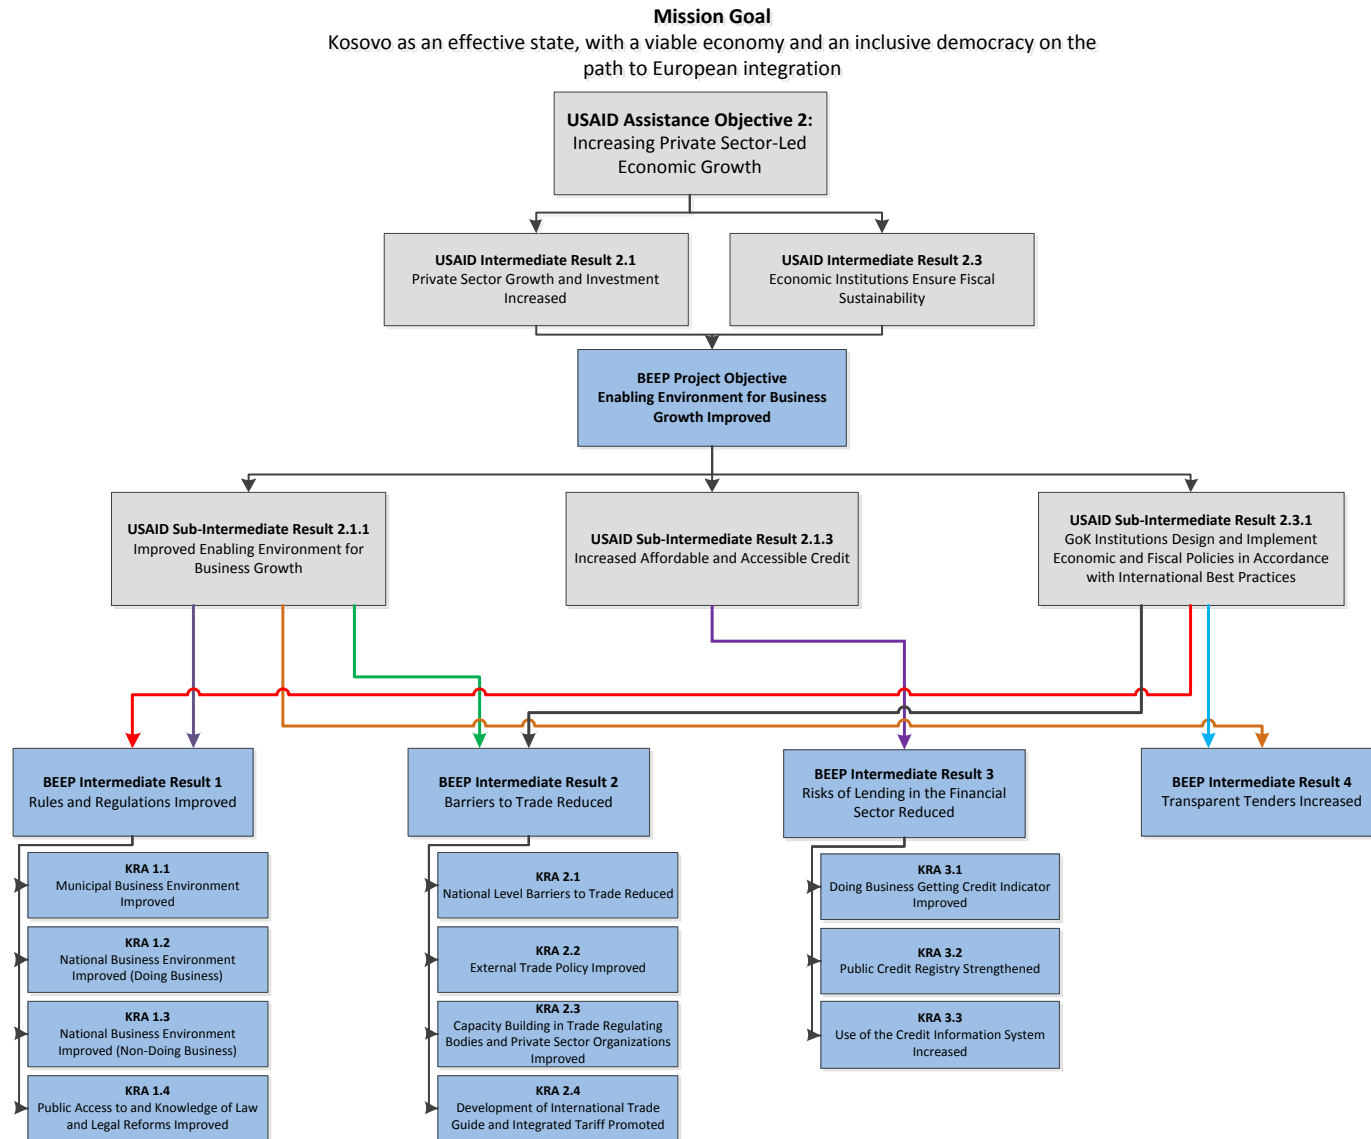 Mission Goal
Kosovo as an effective state, with a viable economy and an inclusive democracy on the
path to European integration
USAID Assistance Objective 2:
Increasing Private Sector-Led
Economic Growth
USAID Intermediate Result 2.1
Private Sector Growth and Investment
Increased
USAID Intermediate Result 2.3
Economic Institutions Ensure Fiscal
Sustainability
BEEP Project Objective
Enabling Environment for Business
Growth Improved
USAID Sub-Intermediate Result 2.1.1
Improved Enabling Environment for
Business Growth
USAID Sub-Intermediate Result 2.1.3
Increased Affordable and Accessible Credit
USAID Sub-Intermediate Result 2.3.1
GoK Institutions Design and Implement
Economic and Fiscal Policies in Accordance
with International Best Practices
BEEP Intermediate Result 1
Rules and Regulations Improved
BEEP Intermediate Result 2
Barriers to Trade Reduced
BEEP Intermediate Result 3
Risks of Lending in the Financial
Sector Reduced
BEEP Intermediate Result 4
Transparent Tenders Increased
KRA 1.1
Municipal Business Environment
Improved
KRA 1.2
National Business Environment
Improved (Doing Business)
KRA 1.3
National Business Environment
Improved (Non-Doing Business)
KRA 1.4
Public Access to and Knowledge of Law
and Legal Reforms Improved
KRA 2.1
National Level Barriers to Trade Reduced
KRA 2.2
External Trade Policy Improved
KRA 2.3
Capacity Building in Trade Regulating
Bodies and Private Sector Organizations
Improved
KRA 2.4
Development of International Trade
Guide and Integrated Tariff Promoted
KRA 3.1
Doing Business Getting Credit Indicator
Improved
KRA 3.2
Public Credit Registry Strengthened
KRA 3.3
Use of the Credit Information System
Increased